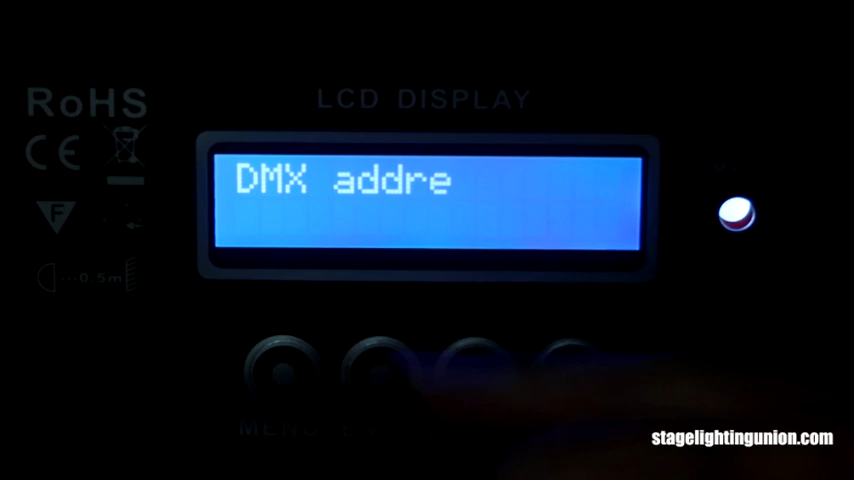 RoHS
LCD DISPLAY
CE
DMX addre
F
...0.5m
MENU
stagelightingunion.com